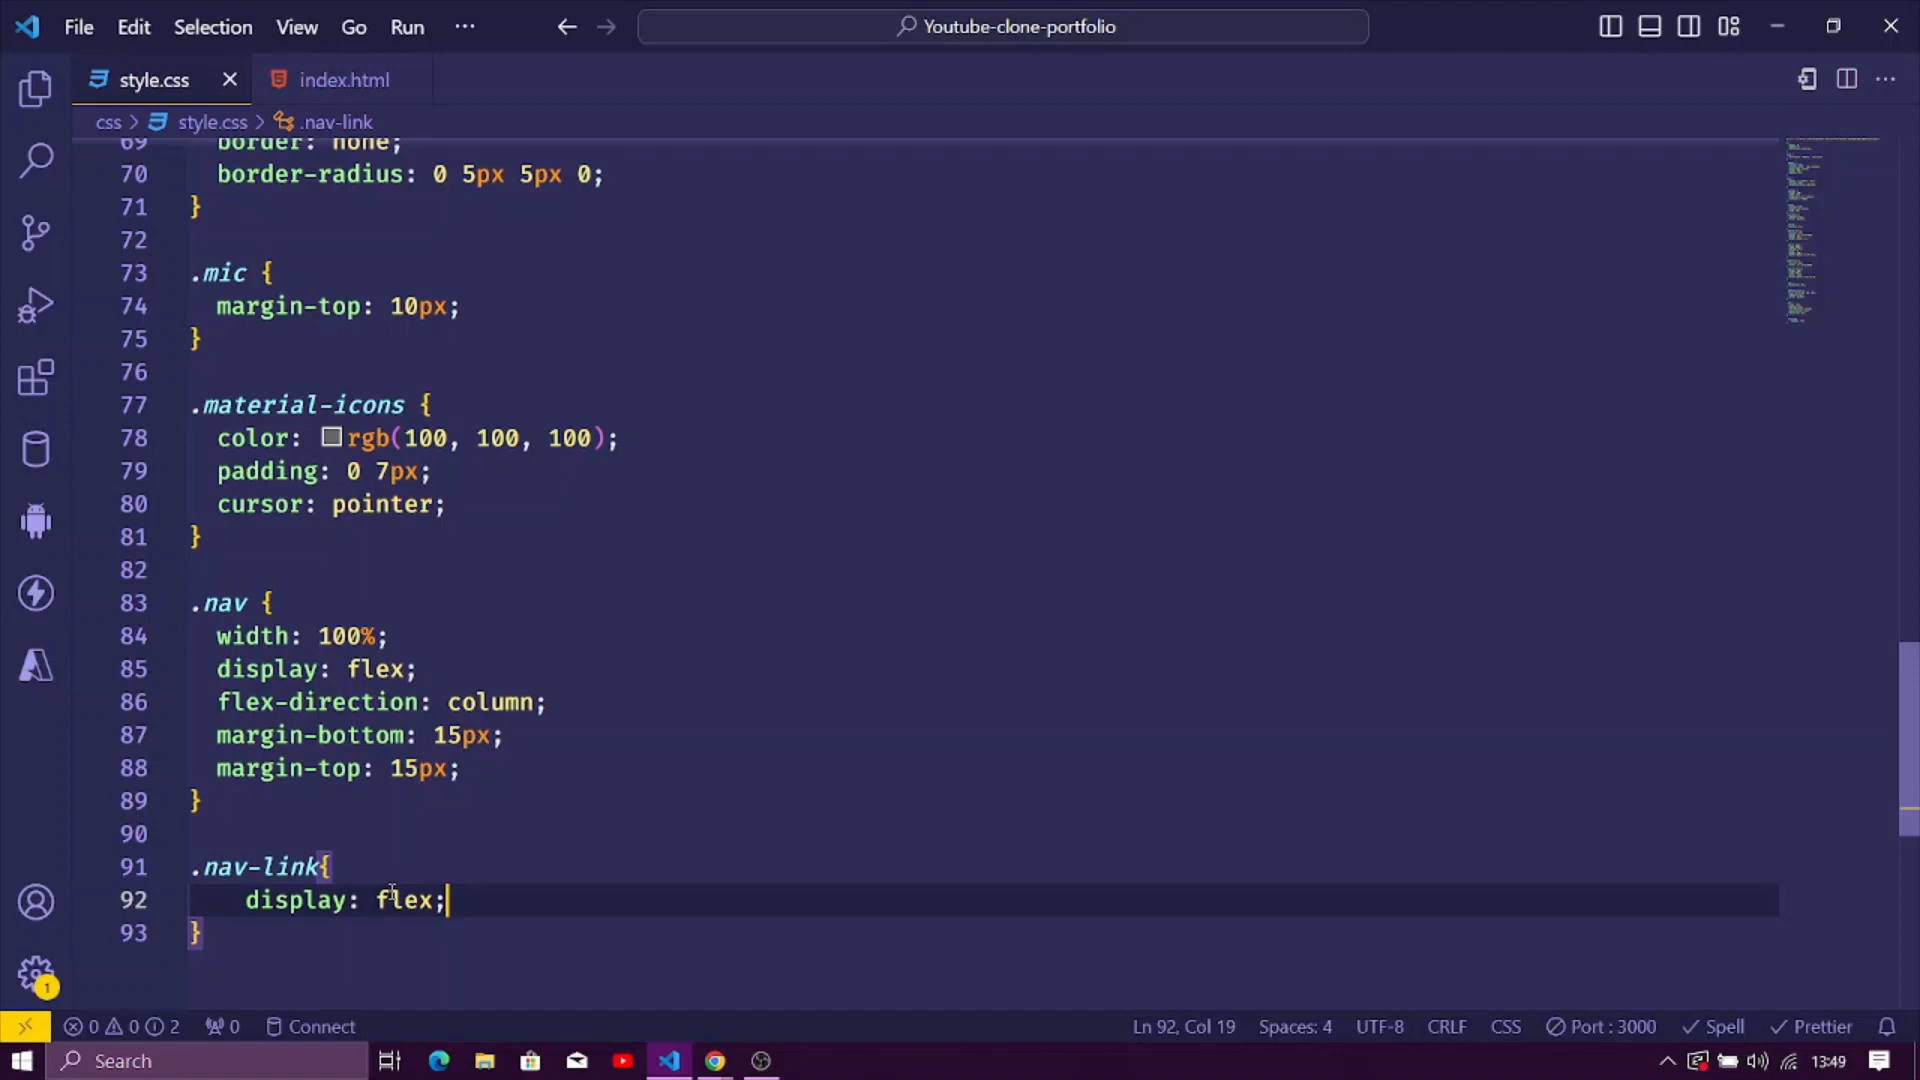 File Edit Selection View Go Run ··· Youtube-clone-portfolio
style.css index.html
css > style.css > .nav-link
69 border: none;
70 border-radius: 0 5px 5px 0;
71 }
72
73 .mic {
74 margin-top: 10px;
75 }
76
77 .material-icons {
78 color: rgb(100, 100, 100);
79 padding: 0 7px;
80 cursor: pointer;
81 }
82
83 .nav {
84 width: 100%;
85 display: flex;
86 flex-direction: column;
87 margin-bottom: 15px;
88 margin-top: 15px;
89 }
90
91 .nav-link{
92 display: flex;
93 }
1
0 0 2 0 Connect Ln 92, Col 19 Spaces: 4 UTF-8 CRLF CSS Port : 3000 Spell Prettier
Search 13:49